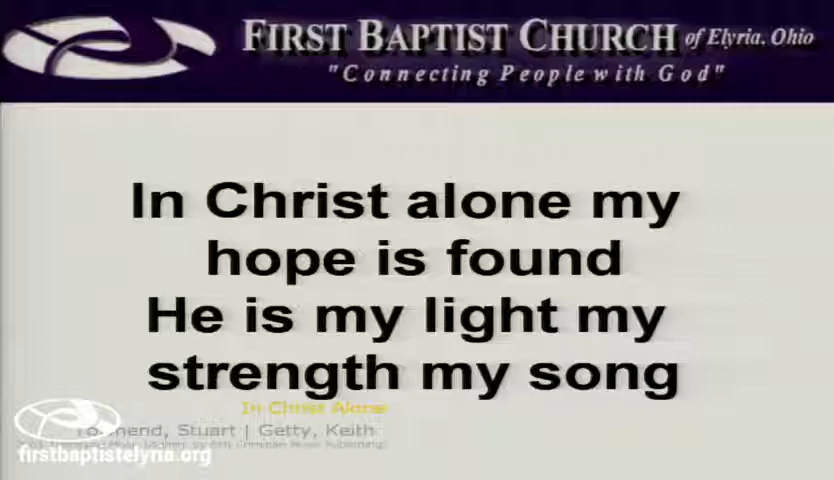 FIRST BAPTIST CHURCH of Elyria, Ohio
"Connecting People with God"
In Christ alone my
hope is found
He is my light my
strength my song
In Christ Alone
Stuart | Getty, Keith
firstbaptistelyria.org